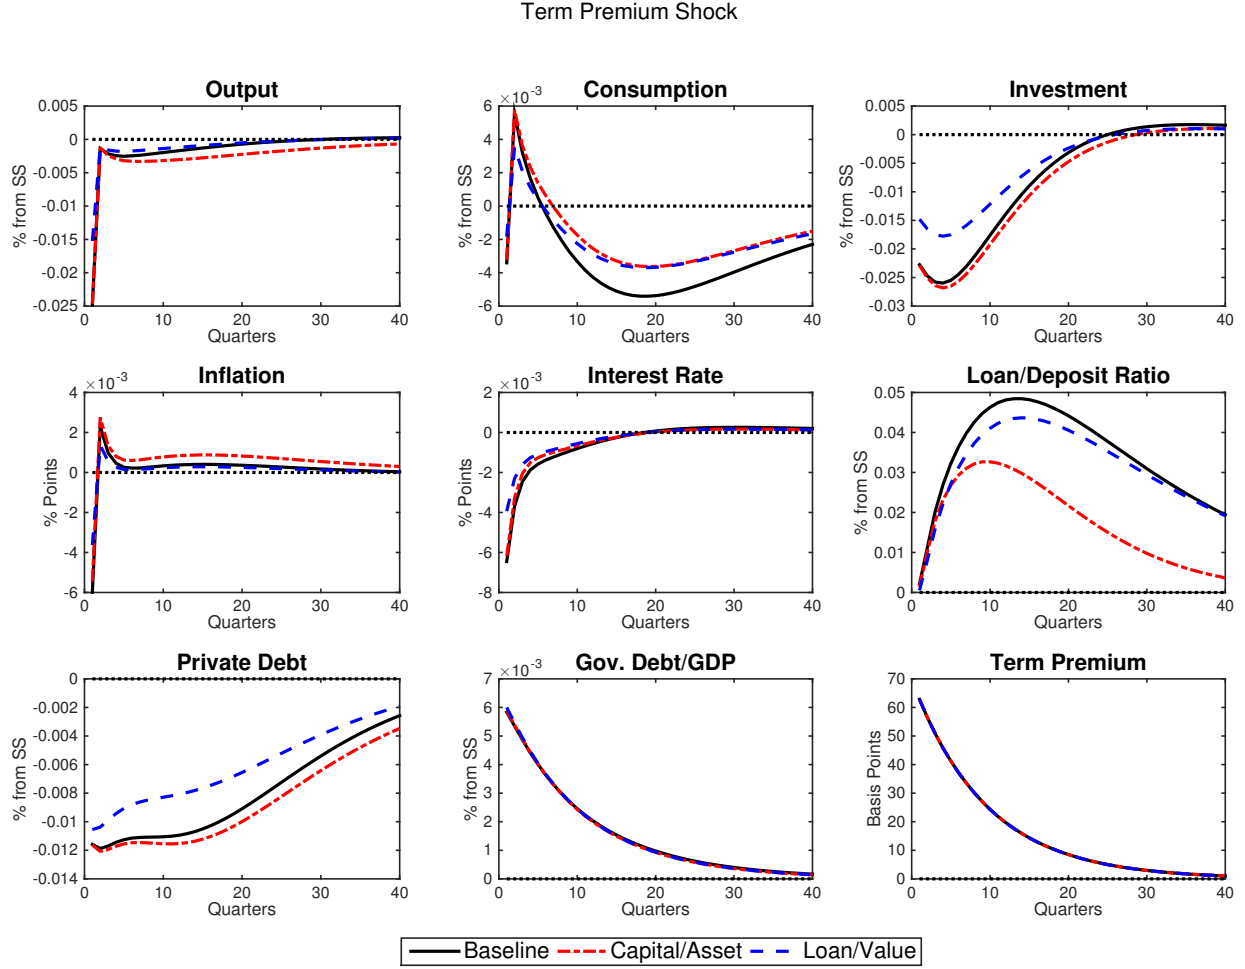 Term Premium Shock
Output
0.005
0
-0.005
-0.01
-0.015
-0.02
-0.025
% from SS
0 10 20 30 40
Quarters
Consumption
×10-3
6
4
2
0
-2
-4
-6
% from SS
0 10 20 30 40
Quarters
Investment
0.005
0
-0.005
-0.01
-0.015
-0.02
-0.025
-0.03
% from SS
0 10 20 30 40
Quarters
Inflation
×10-3
4
2
0
-2
-4
-6
% Points
0 10 20 30 40
Quarters
Interest Rate
×10-3
2
0
-2
-4
-6
-8
% Points
0 10 20 30 40
Quarters
Loan/Deposit Ratio
0.05
0.04
0.03
0.02
0.01
0
% from SS
0 10 20 30 40
Quarters
Private Debt
0
-0.002
-0.004
-0.006
-0.008
-0.01
-0.012
-0.014
% from SS
0 10 20 30 40
Quarters
Gov. Debt/GDP
×10-3
7
6
5
4
3
2
1
0
% from SS
0 10 20 30 40
Quarters
Term Premium
70
60
50
40
30
20
10
0
Basis Points
0 10 20 30 40
Quarters
Baseline Capital/Asset Loan/Value